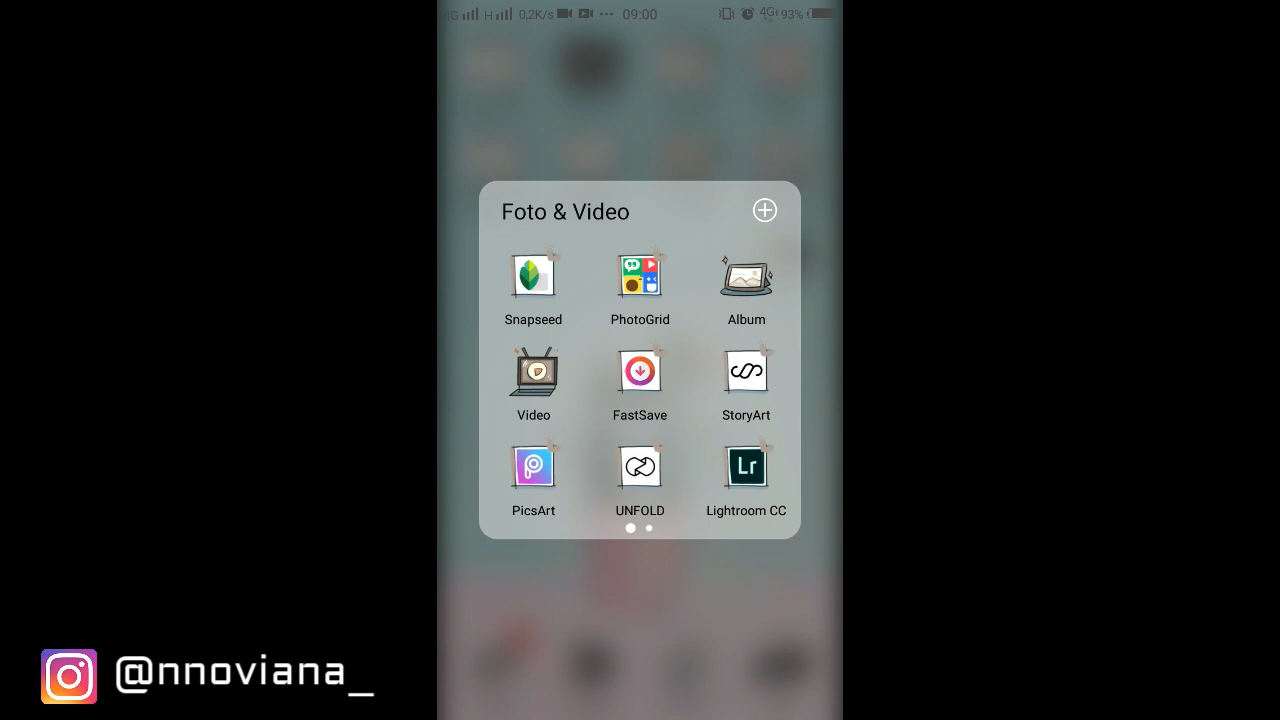 H 0,2K/s 09:00 4G+ 93%
Foto & Video
Snapseed PhotoGrid Album
Video FastSave StoryArt
PicsArt UNFOLD Lr Lightroom CC
@nnoviana_